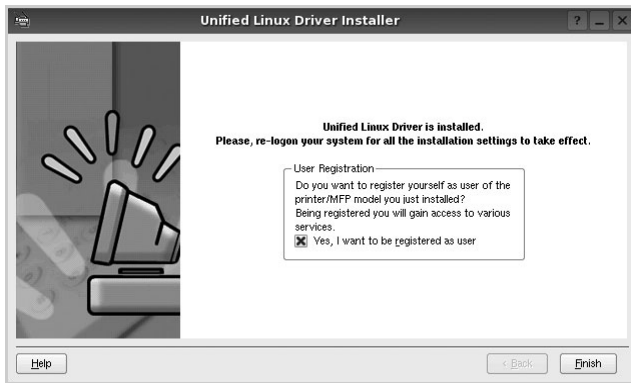 Unified Linux Driver Installer
Unified Linux Driver is installed.
Please, re-logon your system for all the installation settings to take effect.
User Registration
Do you want to register yourself as user of the
printer/MFP model you just installed?
Being registered you will gain access to various
services.
Yes, I want to be registered as user
Help
< Back
Finish